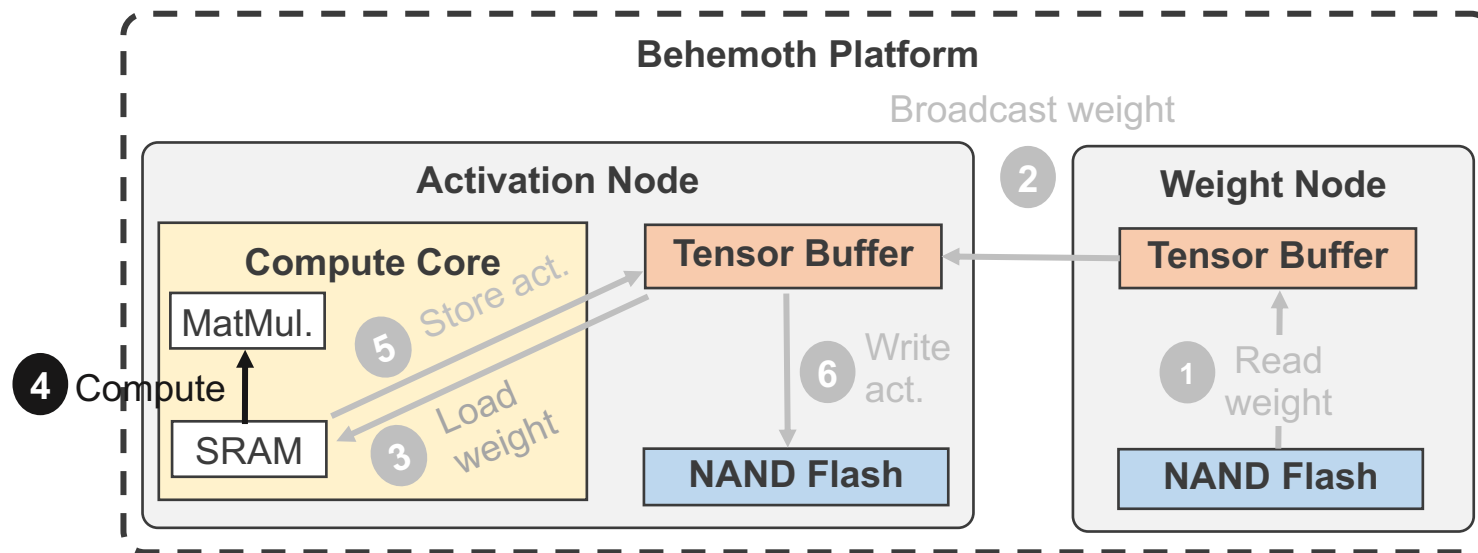 Behemoth Platform
Broadcast weight
2
Activation Node
Weight Node
Compute Core
Tensor Buffer
Tensor Buffer
MatMul.
5 Store act.
4 Compute
6 Write
act.
1 Read
weight
3 Load
weight
SRAM
NAND Flash
NAND Flash